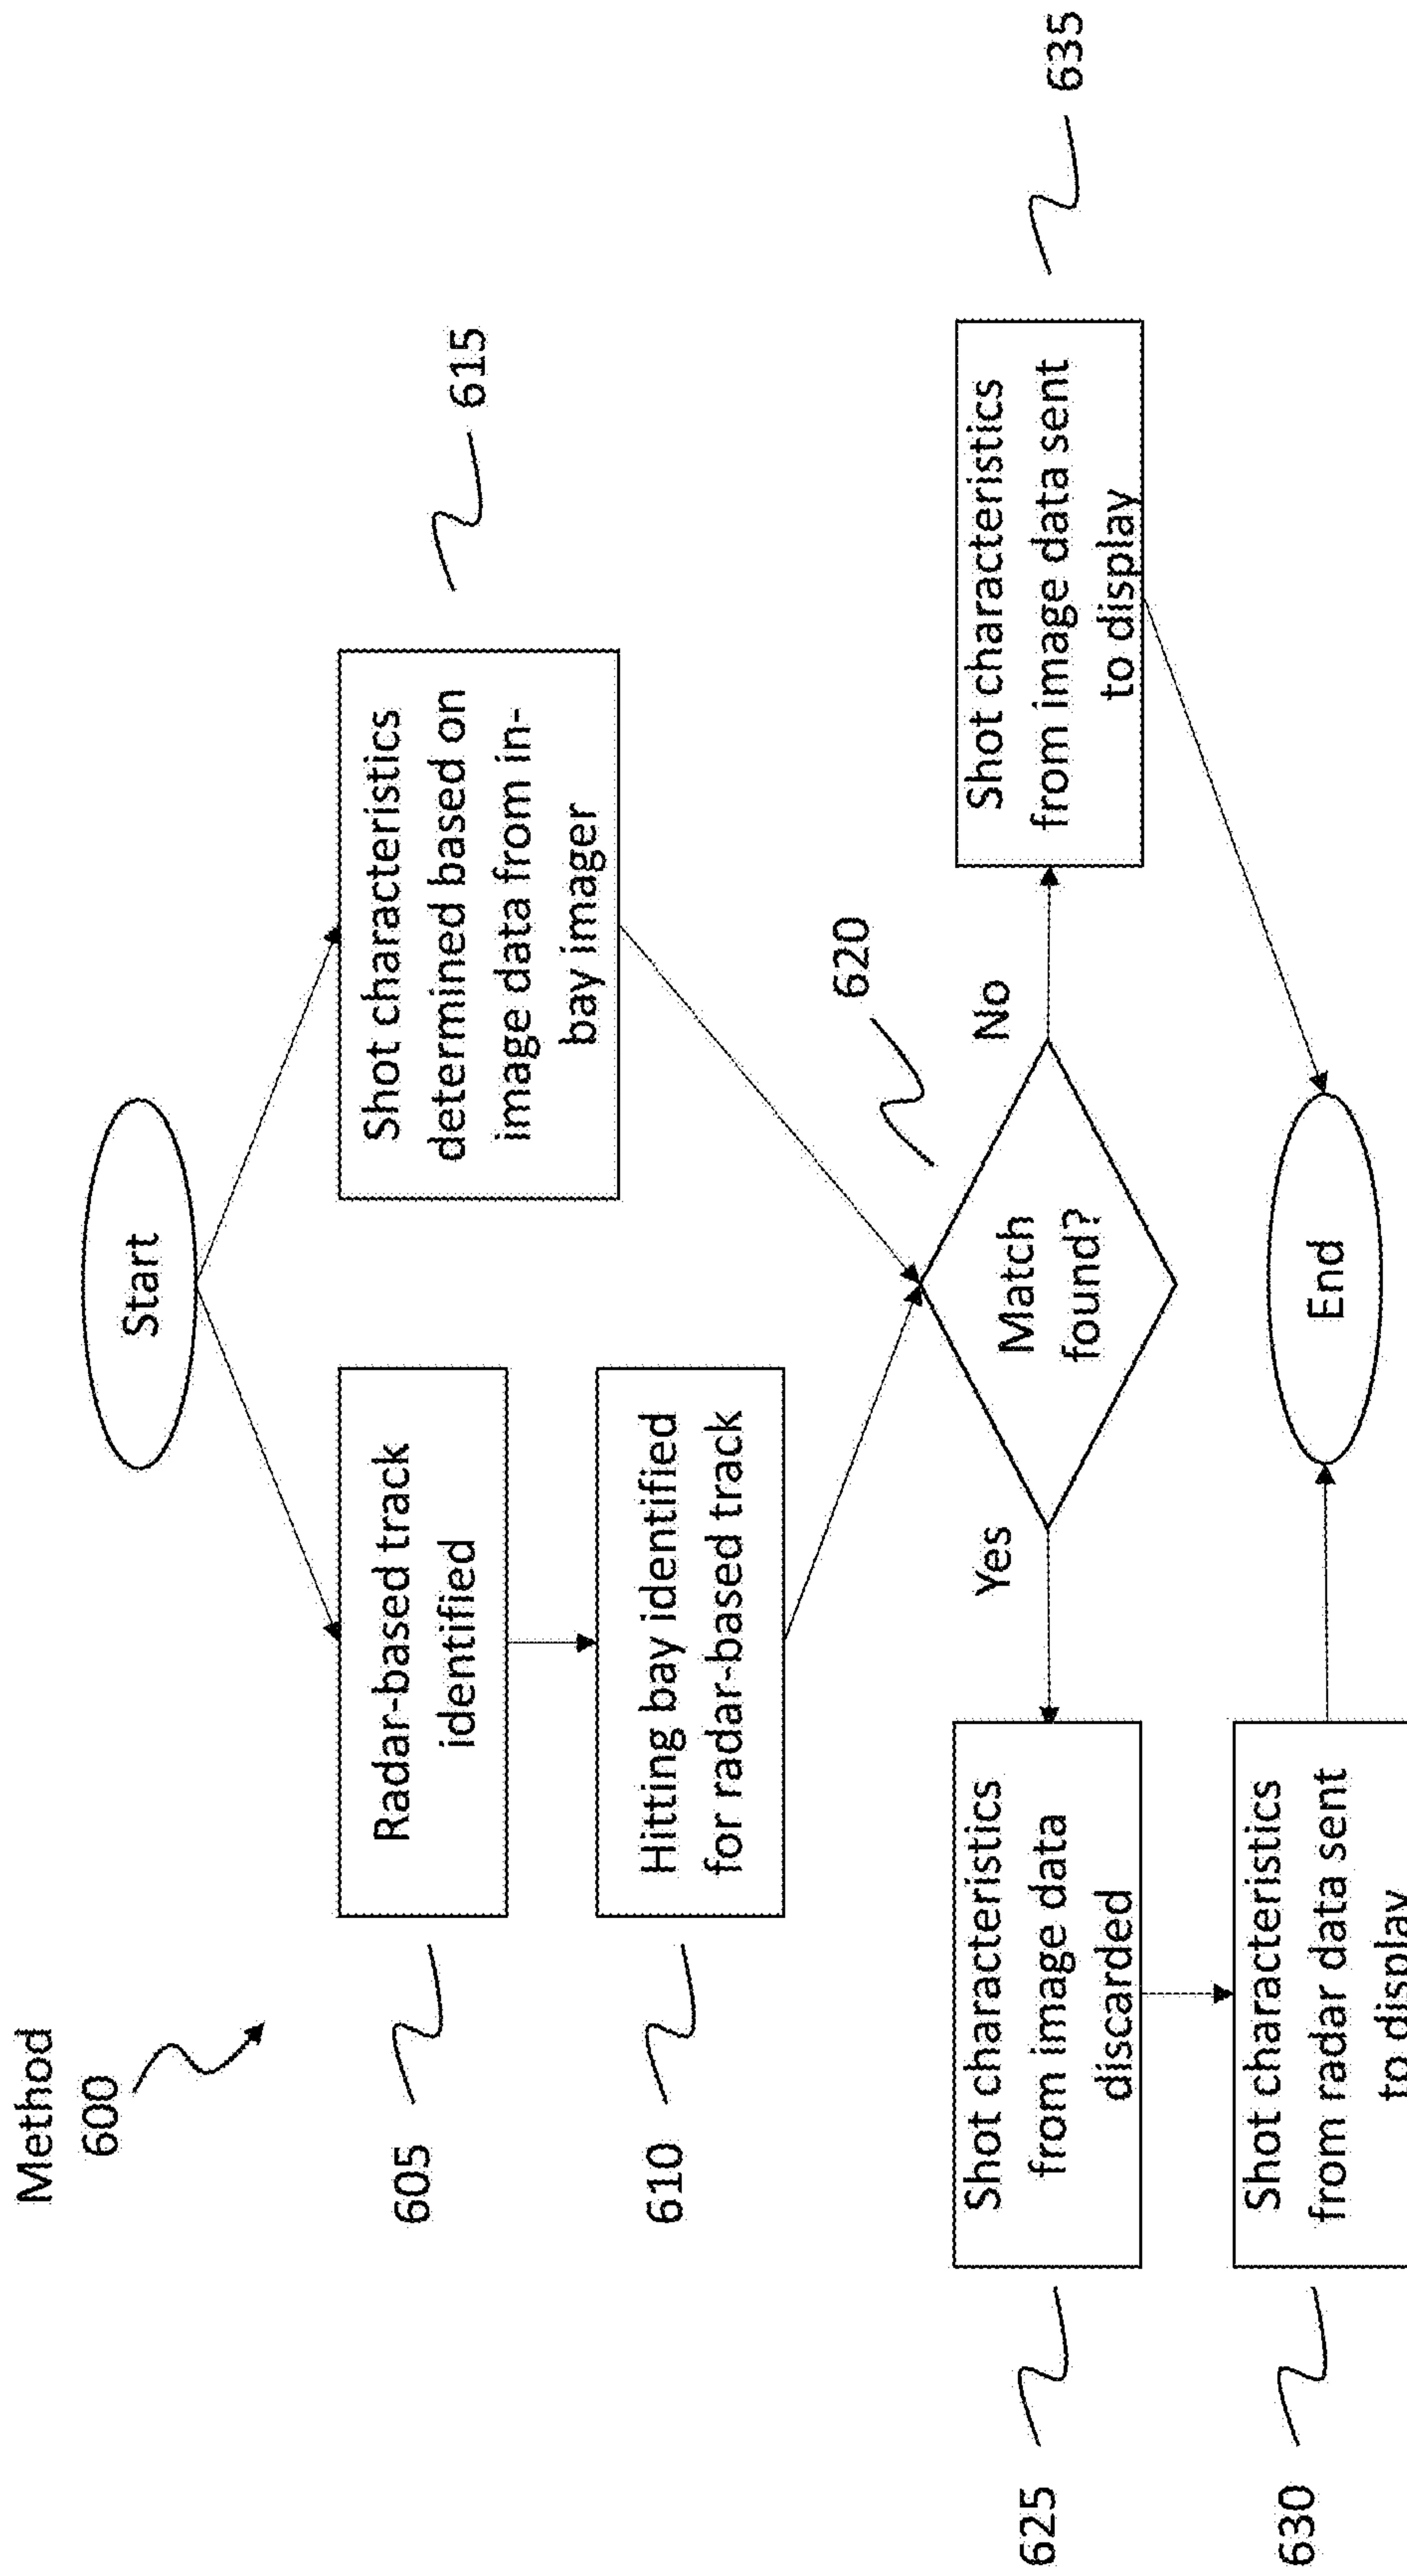 Method
600
Start
605
Radar-based track
identified
Shot characteristics
determined based on
image data from in-
bay imager
615
610
Hitting bay identified
for radar-based track
620
Match
found?
Yes
No
625
Shot characteristics
from image data
discarded
Shot characteristics
from image data sent
to display
635
630
Shot characteristics
from radar data sent
to display
End